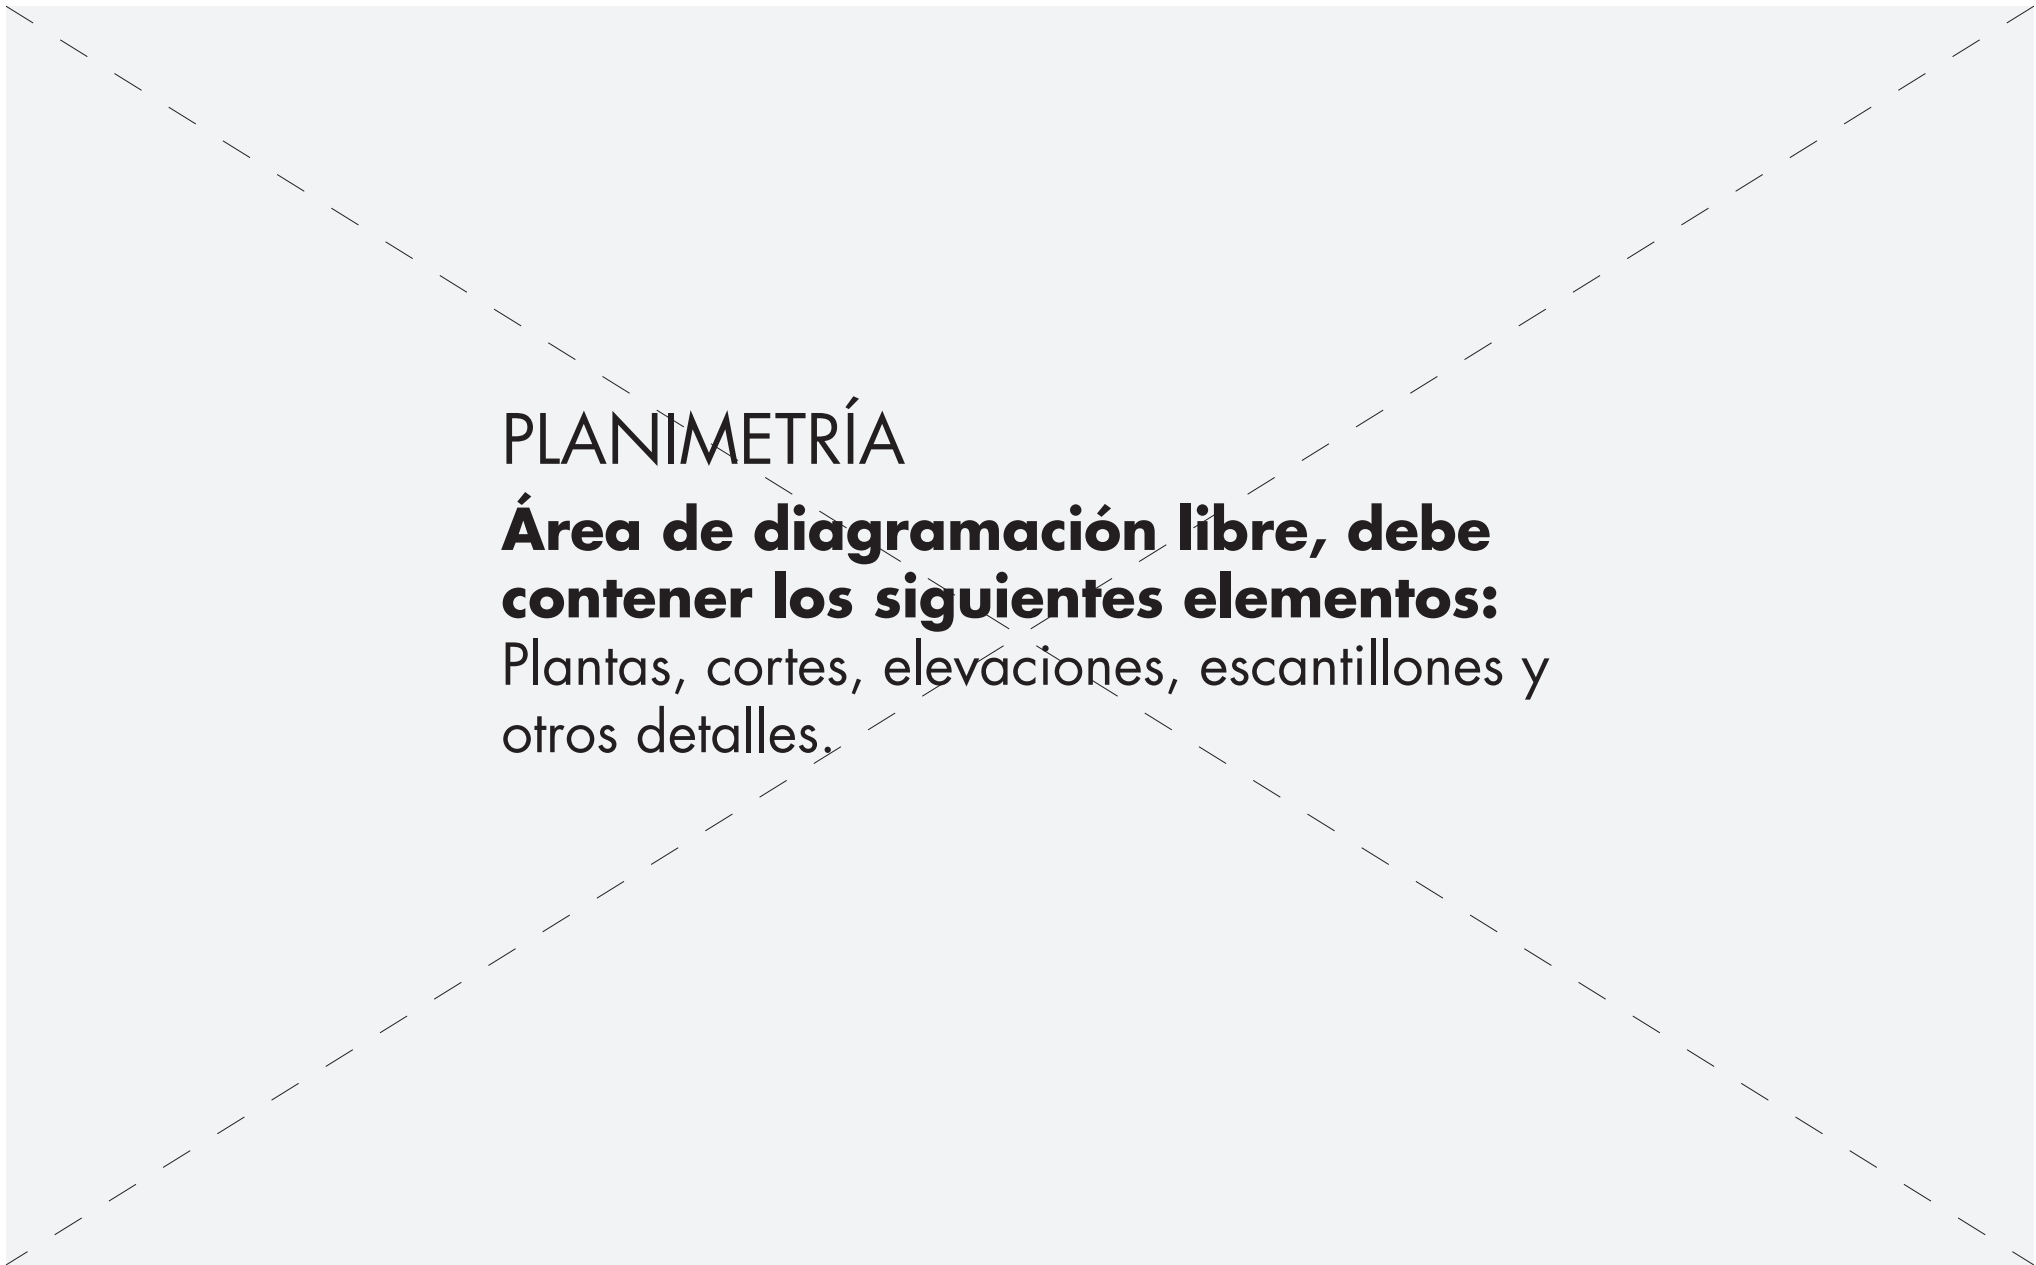 PLANIMETRÍA
Área de diagramación libre, debe
contener los siguientes elementos:
Plantas, cortes, elevaciones, escantillones y
otros detalles.